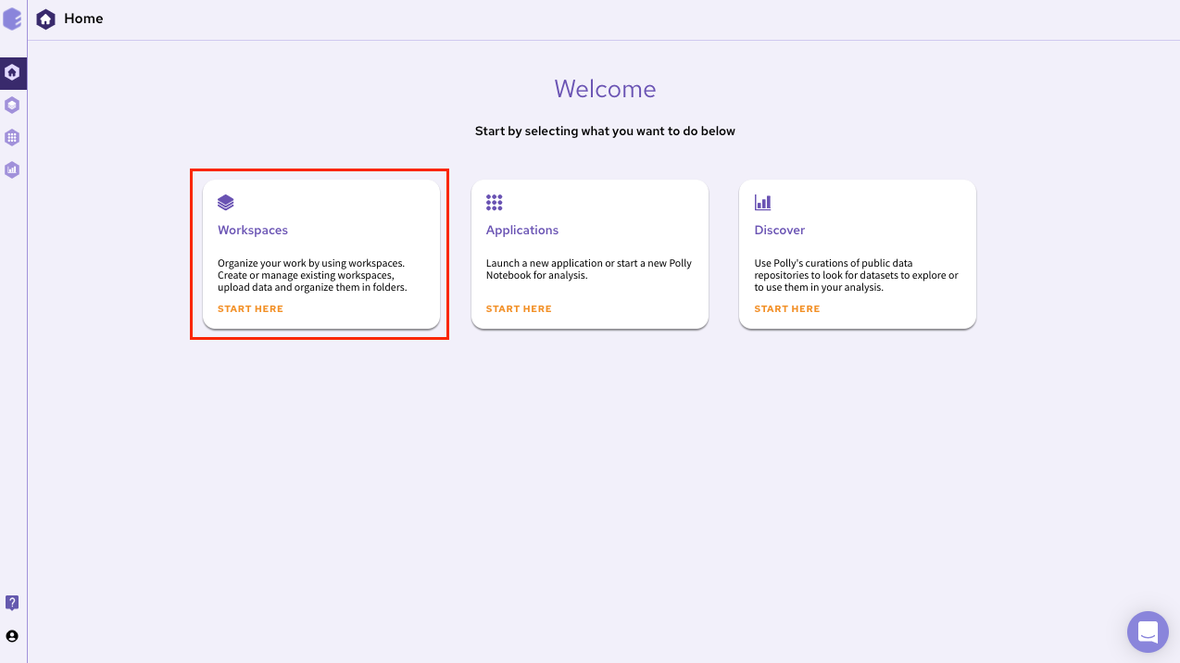 Home
Welcome
Start by selecting what you want to do below
Workspaces
Organize your work by using workspaces.
Create or manage existing workspaces,
upload data and organize them in folders.
START HERE
Applications
Launch a new application or start a new Polly
Notebook for analysis.
START HERE
Discover
Use Polly's curations of public data
repositories to look for datasets to explore or
to use them in your analysis.
START HERE
?